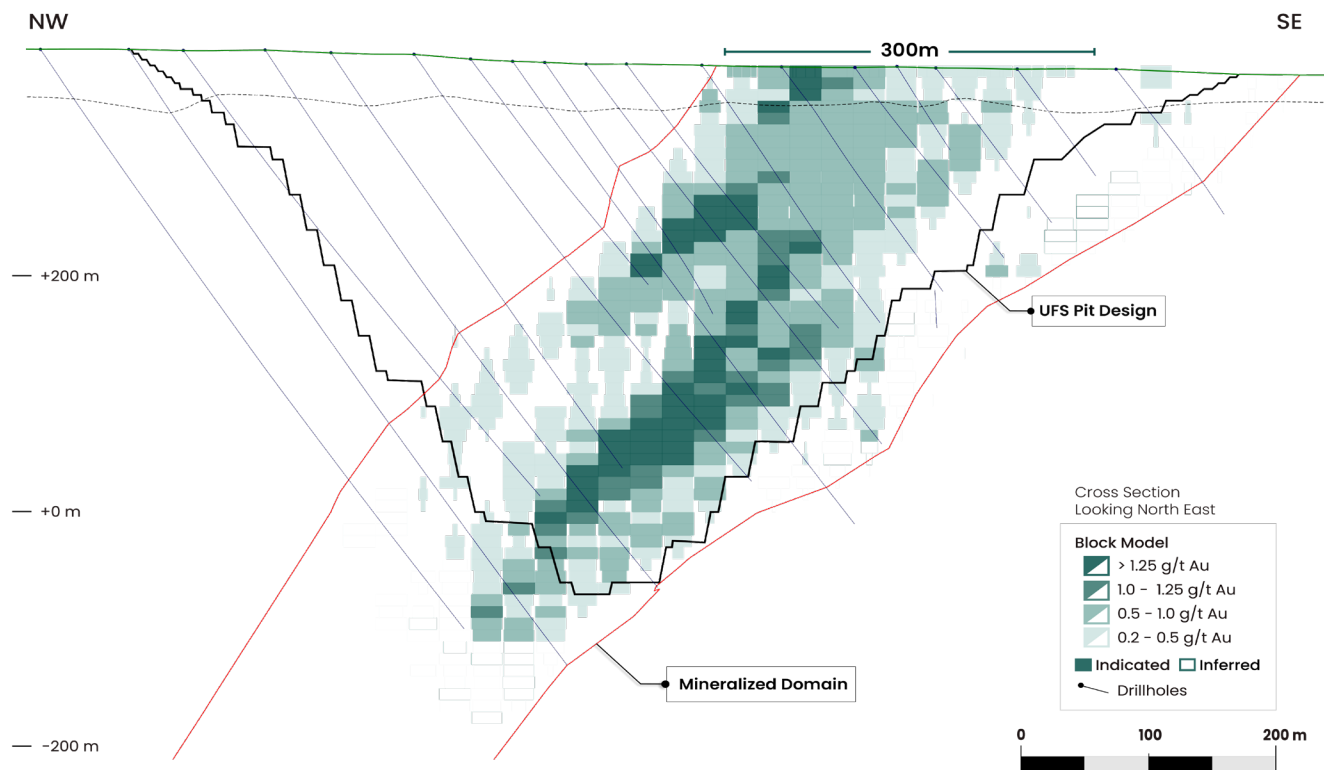 NW
SE
300m
+200 m
UFS Pit Design
+0 m
Mineralized Domain
-200 m
Cross Section
Looking North East
Block Model
> 1.25 g/t Au
1.0 - 1.25 g/t Au
0.5 - 1.0 g/t Au
0.2 - 0.5 g/t Au
Indicated Inferred
Drillholes
0 100 200 m